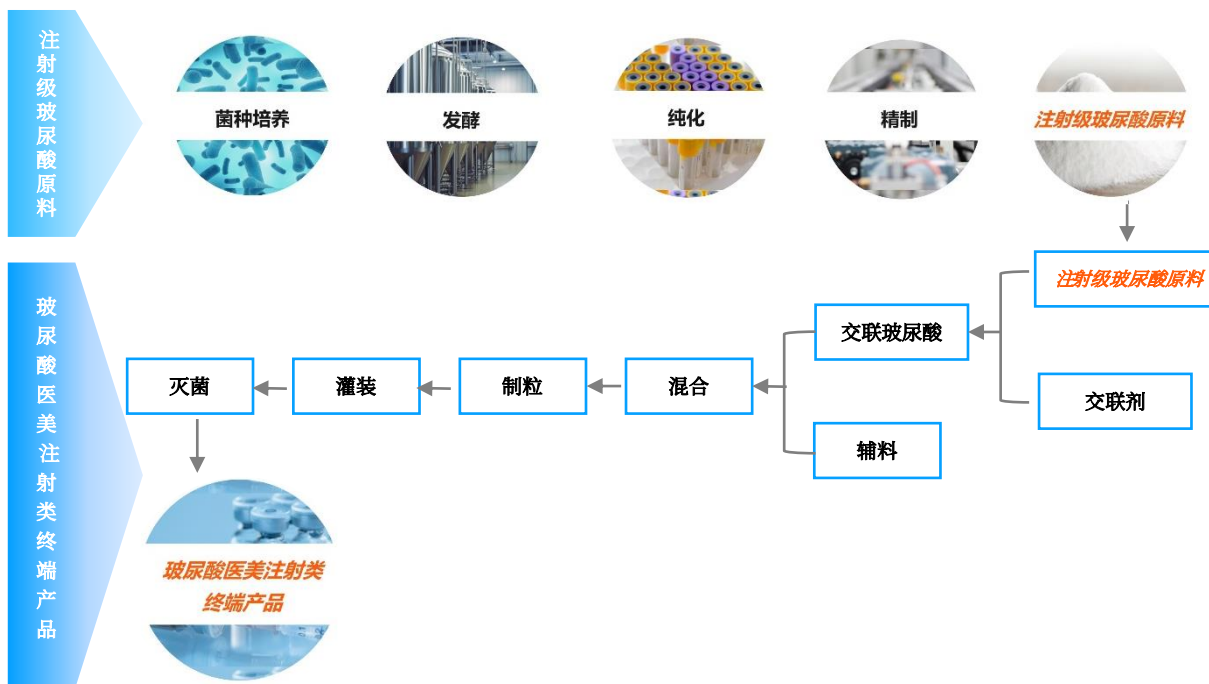 注射级玻尿酸原料
菌种培养
发酵
纯化
精制
注射级玻尿酸原料
玻尿酸医美注射类终端产品
注射级玻尿酸原料
交联剂
交联玻尿酸
辅料
混合
制粒
灌装
灭菌
玻尿酸医美注射类
终端产品